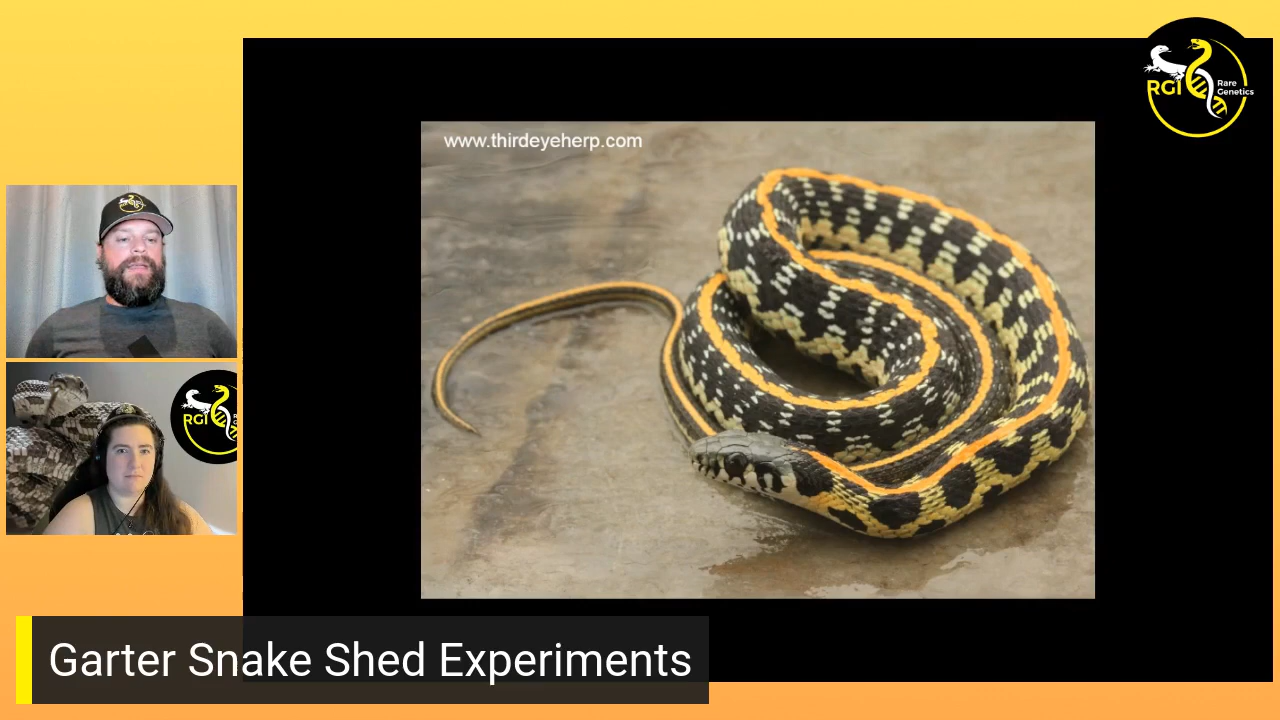 www.thirdeyeherp.com
RGI
Rare
Genetics
RGI
Garter Snake Shed Experiments